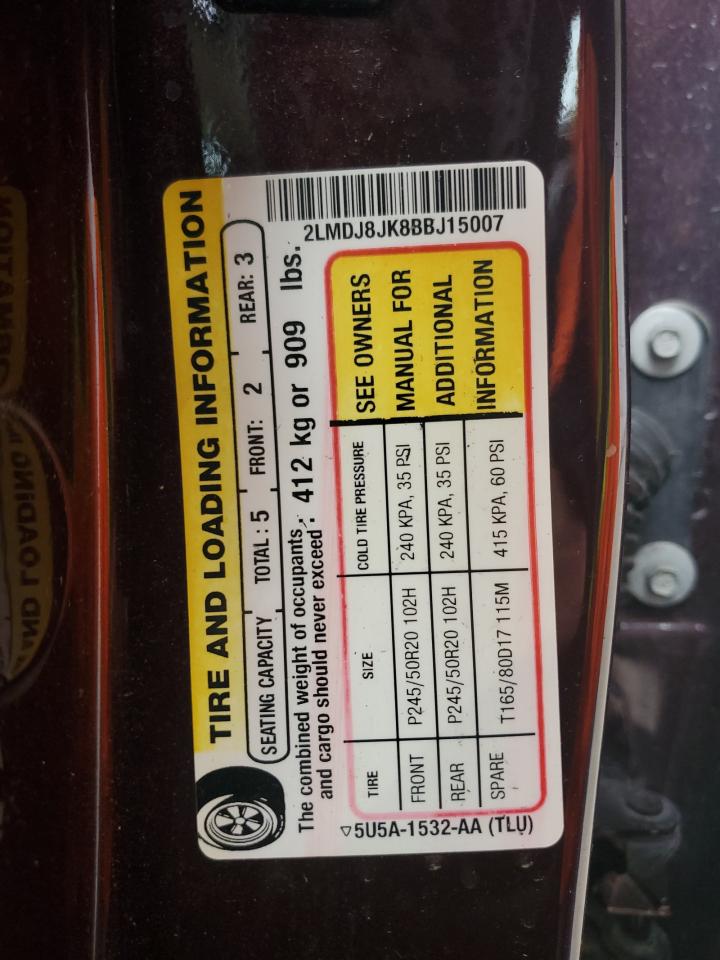 TIRE AND LOADING INFORMATION
SEATING CAPACITY TOTAL : 5 FRONT: 2 REAR: 3
The combined weight of occupants
and cargo should never exceed : 412 kg or 909 lbs.
2LMDJ8JK8BBJ15007
TIRE SIZE COLD TIRE PRESSURE
FRONT P245/50R20 102H 240 KPA, 35 PSI
REAR P245/50R20 102H 240 KPA, 35 PSI
SPARE T165/80D17 115M 415 KPA, 60 PSI
SEE OWNERS
MANUAL FOR
ADDITIONAL
INFORMATION
▽5U5A-1532-AA (TLU)